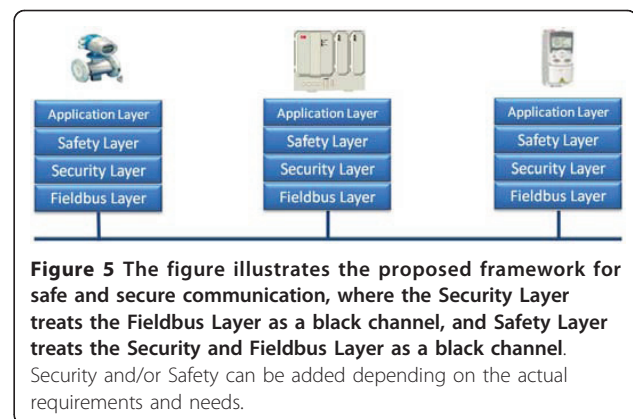 Application Layer
Safety Layer
Security Layer
Fieldbus Layer
Application Layer
Safety Layer
Security Layer
Fieldbus Layer
Application Layer
Safety Layer
Security Layer
Fieldbus Layer
Figure 5 The figure illustrates the proposed framework for
safe and secure communication, where the Security Layer
treats the Fieldbus Layer as a black channel, and Safety Layer
treats the Security and Fieldbus Layer as a black channel.
Security and/or Safety can be added depending on the actual
requirements and needs.